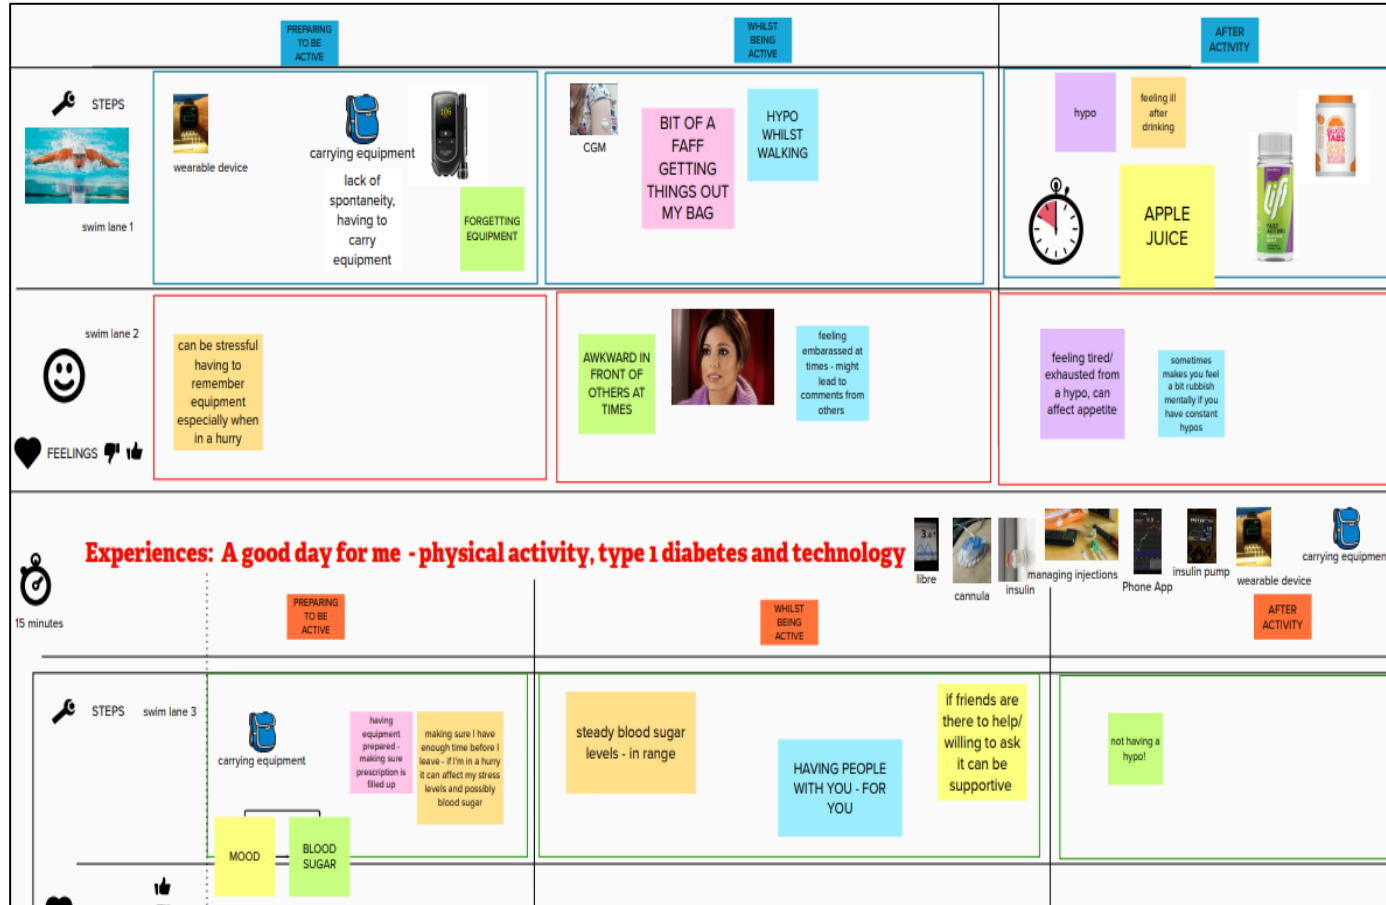 PREPARING
TO BE
ACTIVE
WHILST
BEING
ACTIVE
AFTER
ACTIVITY
STEPS
swim lane 1
wearable device
carrying equipment
106
lack of
spontaneity,
having to
carry
equipment
FORGETTING
EQUIPMENT
CGM
BIT OF A
FAFF
GETTING
THINGS OUT
MY BAG
HYPO
WHILST
WALKING
hypo
feeling ill
after
drinking
APPLE
JUICE
lift
FAST
ACTING
GLUCO
TABS
swim lane 2
FEELINGS
can be stressful
having to
remember
equipment
especially when
in a hurry
AWKWARD IN
FRONT OF
OTHERS AT
TIMES
feeling
embarassed at
times - might
lead to
comments from
others
feeling tired/
exhausted from
a hypo, can
affect appetite
sometimes
makes you feel
a bit rubbish
mentally if you
have constant
hypos
15 minutes
Experiences: A good day for me - physical activity, type 1 diabetes and technology
3.4
libre
cannula
insulin
managing injections
Phone App
insulin pump
wearable device
carrying equipment
PREPARING
TO BE
ACTIVE
WHILST
BEING
ACTIVE
AFTER
ACTIVITY
STEPS
swim lane 3
carrying equipment
having
equipment
prepared -
making sure
prescription is
filled up
making sure I have
enough time before I
leave - if I'm in a hurry
it can affect my stress
levels and possibly
blood sugar
MOOD
BLOOD
SUGAR
steady blood sugar
levels - in range
HAVING PEOPLE
WITH YOU - FOR
YOU
if friends are
there to help/
willing to ask
it can be
supportive
not having a
hypo!